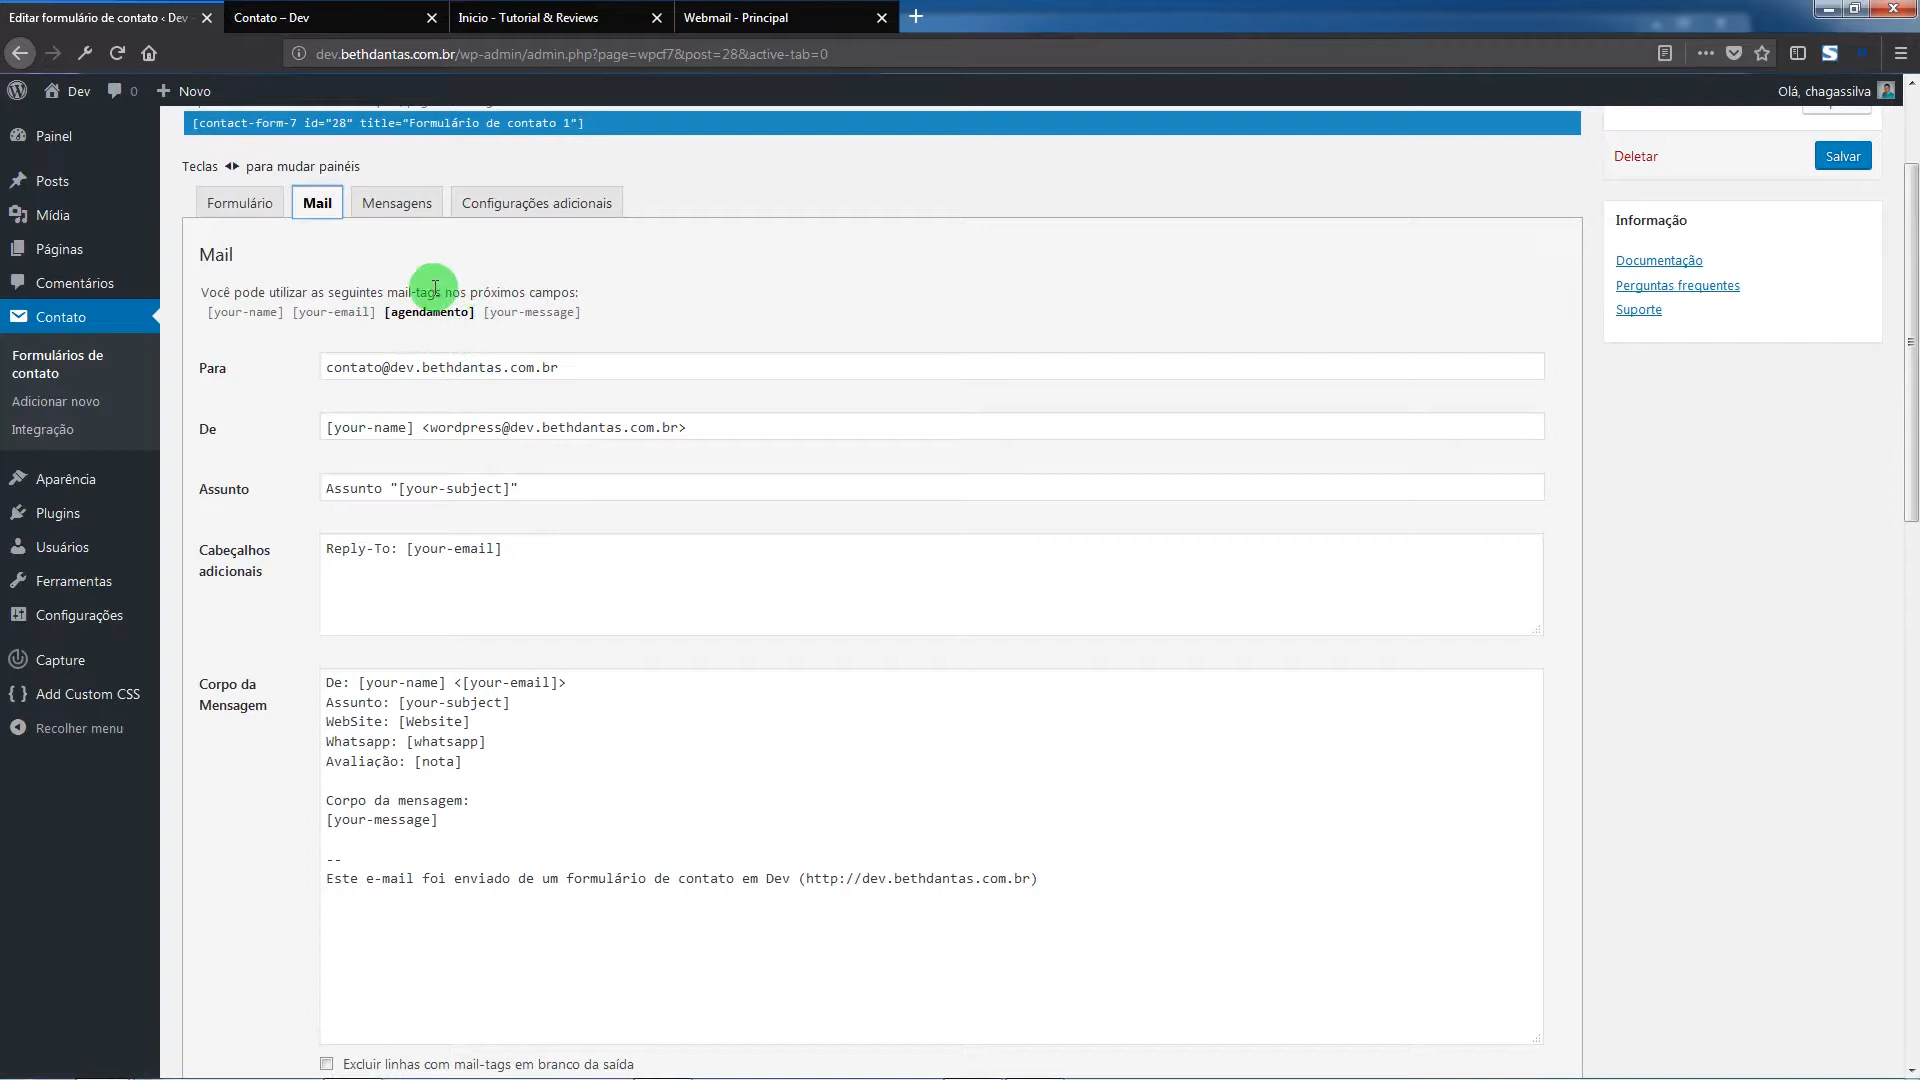 Editar formulário de contato ‹ Dev
Contato – Dev
Inicio - Tutorial & Reviews
Webmail - Principal
dev.bethdantas.com.br/wp-admin/admin.php?page=wpcf7&post=28&active-tab=0
Dev
0
Novo
Olá, chagassilva
Painel
Posts
Mídia
Páginas
Comentários
Contato
Formulários de
contato
Adicionar novo
Integração
Aparência
Plugins
Usuários
Ferramentas
Configurações
Capture
Add Custom CSS
Recolher menu
[contact-form-7 id="28" title="Formulário de contato 1"]
Teclas ◂▸ para mudar painéis
Formulário
Mail
Mensagens
Configurações adicionais
Mail
Você pode utilizar as seguintes mail-tags nos próximos campos:
[your-name] [your-email] [agendamento] [your-message]
Para
contato@dev.bethdantas.com.br
De
[your-name] <wordpress@dev.bethdantas.com.br>
Assunto
Assunto "[your-subject]"
Cabeçalhos
adicionais
Reply-To: [your-email]
Corpo da
Mensagem
De: [your-name] <[your-email]>
Assunto: [your-subject]
WebSite: [Website]
Whatsapp: [whatsapp]
Avaliação: [nota]
Corpo da mensagem:
[your-message]
--
Este e-mail foi enviado de um formulário de contato em Dev (http://dev.bethdantas.com.br)
Excluir linhas com mail-tags em branco da saída
Deletar
Salvar
Informação
Documentação
Perguntas frequentes
Suporte